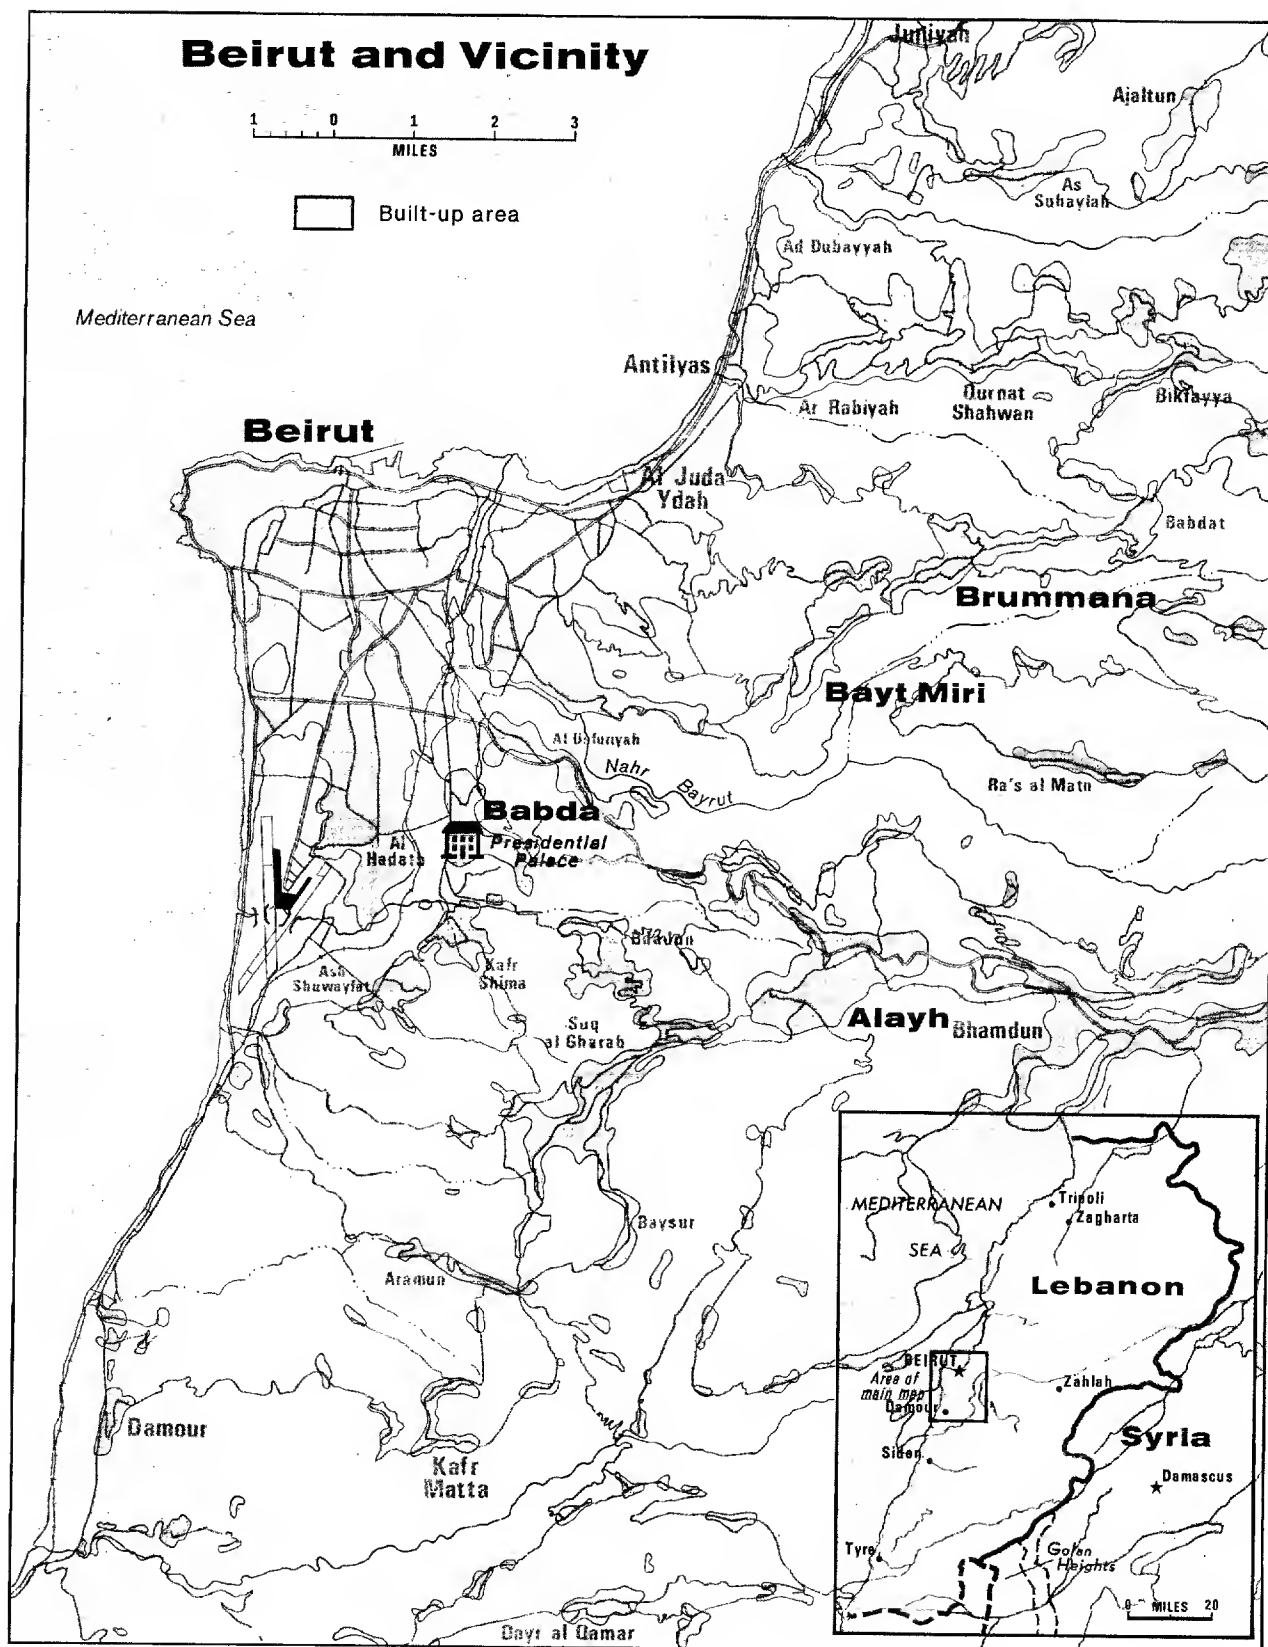 Beirut and Vicinity
Juniyah
Ajaltun
1 0 1 2 3
MILES
As
Suhaylah
Built-up area
Ad Dubayyah
Mediterranean Sea
Antilyas
Ar Rabiyah
Qurnat
Shahwan
Bikfayya
Beirut
Al Juda
Ydah
Babdat
Brummana
Bayt Miri
Nahr
Bayrut
Ra's al Matn
Babda
Presidential
Palace
Al
Hadath
Ash
Shuwayfat
Kafr
Shima
Suq
al Gharab
Alayh
Bhamdun
Baysur
Aramun
Damour
Kafr
Matta
Dayr al Qamar
MEDITERRANEAN
SEA
Tripoli
Zagharta
Lebanon
BEIRUT
Area of
main map
Damour
Zahlah
Syria
Sidon
Damascus
Tyre
Golan
Heights
0 MILES 20